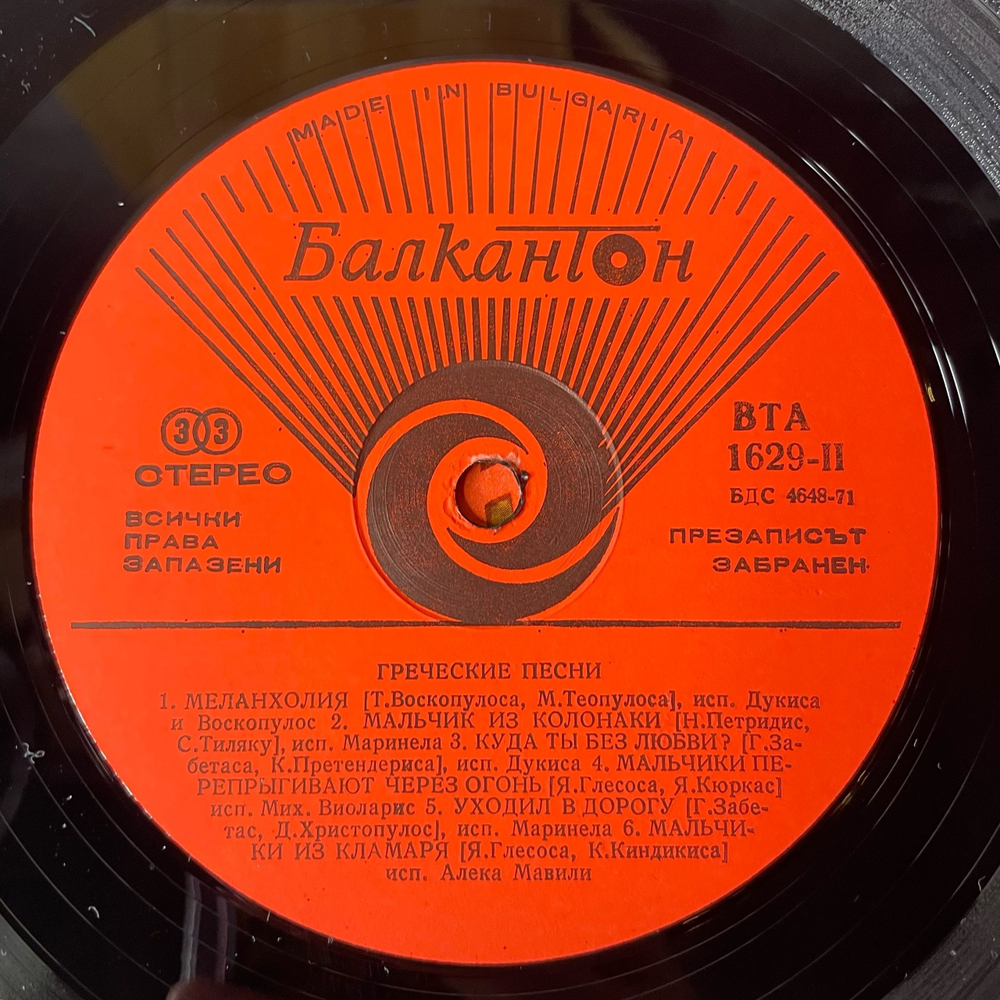 MADE IN BULGARIA
Балкантон
33
СТЕРЕО
ВСИЧКИ
ПРАВА
ЗАПАЗЕНИ
ВТА
1629-II
БДС 4648-71
ПРЕЗАПИСЪТ
ЗАБРАНЕН
ГРЕЧЕСКИЕ ПЕСНИ
1. МЕЛАНХОЛИЯ [Т.Воскопулоса, М.Теопулоса], исп. Дукиса
и Воскопулос 2. МАЛЬЧИК ИЗ КОЛОНАКИ [Н.Петридис,
С.Тиляку], исп. Маринела 3. КУДА ТЫ БЕЗ ЛЮБВИ? [Г.За-
бетаса, К.Претендериса], исп. Дукиса 4. МАЛЬЧИКИ ПЕ-
РЕПРЫГИВАЮТ ЧЕРЕЗ ОГОНЬ [Я.Глесоса, Я.Кюркас]
исп. Мих. Виоларис 5. УХОДИЛ В ДОРОГУ [Г.Забе-
тас, Д.Христопулос], исп. Маринела 6. МАЛЬЧИ-
КИ ИЗ КЛАМАРЯ [Я.Глесоса, К.Киндикиса]
исп. Алека Мавили